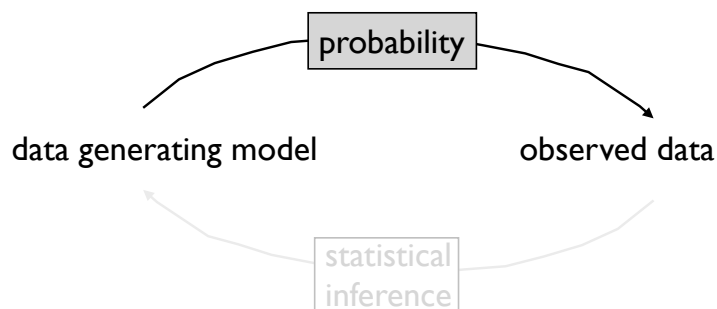 probability
data generating model
observed data
statistical
inference